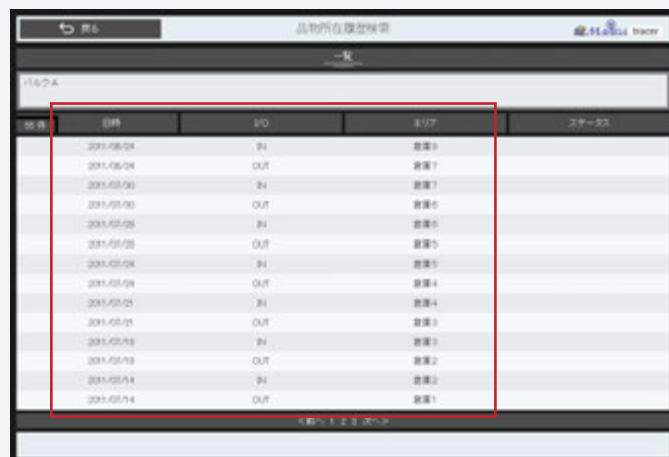 戻る 品物所在履歴検索 tracer
一覧
バルクA
日時 I/O エリア ステータス
2011/08/24 IN 倉庫8
2011/08/24 OUT 倉庫7
2011/07/30 IN 倉庫7
2011/07/30 OUT 倉庫6
2011/07/28 IN 倉庫6
2011/07/28 OUT 倉庫5
2011/07/24 IN 倉庫5
2011/07/24 OUT 倉庫4
2011/07/21 IN 倉庫4
2011/07/21 OUT 倉庫3
2011/07/18 IN 倉庫3
2011/07/18 OUT 倉庫2
2011/07/14 IN 倉庫2
2011/07/14 OUT 倉庫1
<前へ 1 2 3 次へ>